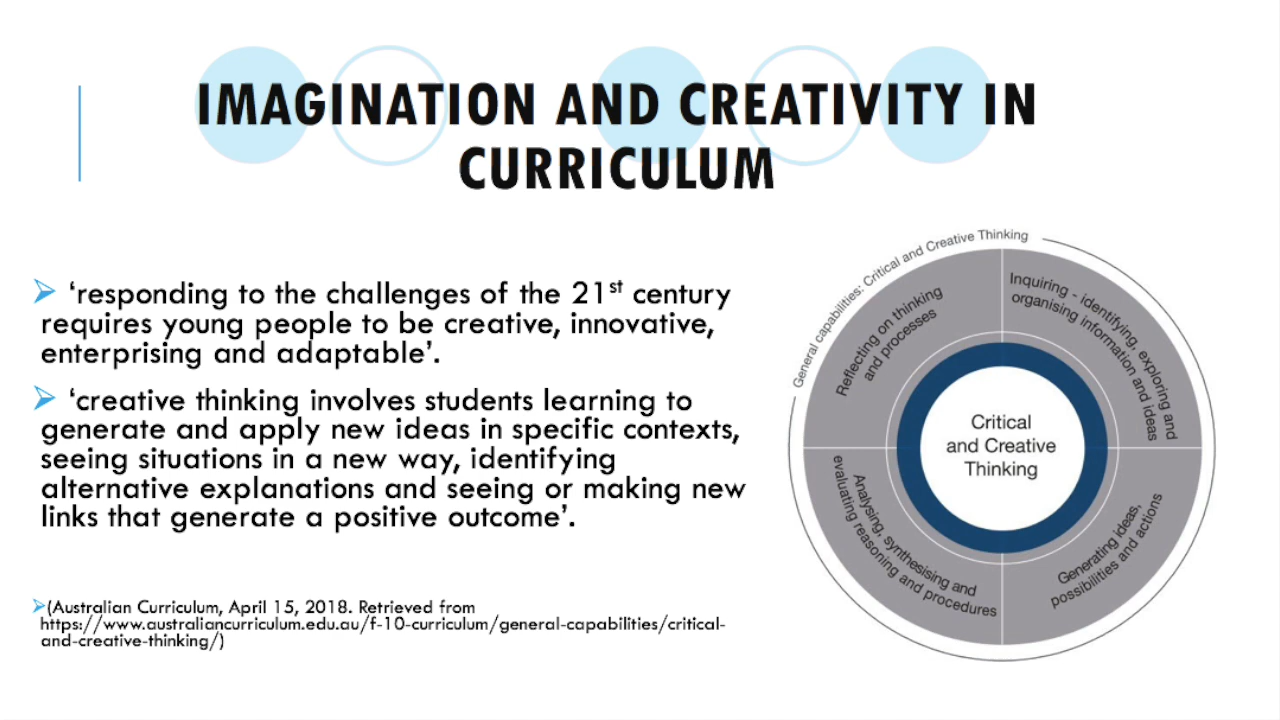 IMAGINATION AND CREATIVITY IN
CURRICULUM
‘responding to the challenges of the 21st century
requires young people to be creative, innovative,
enterprising and adaptable’.
‘creative thinking involves students learning to
generate and apply new ideas in specific contexts,
seeing situations in a new way, identifying
alternative explanations and seeing or making new
links that generate a positive outcome’.
(Australian Curriculum, April 15, 2018. Retrieved from
https://www.australiancurriculum.edu.au/f-10-curriculum/general-capabilities/critical-
and-creative-thinking/)
General capabilities: Critical and Creative Thinking
Reflecting on thinking
and processes
Inquiring - identifying, exploring and
organising information and ideas
Critical
and Creative
Thinking
Analysing, synthesising and
evaluating reasoning and procedures
Generating ideas,
possibilities and actions